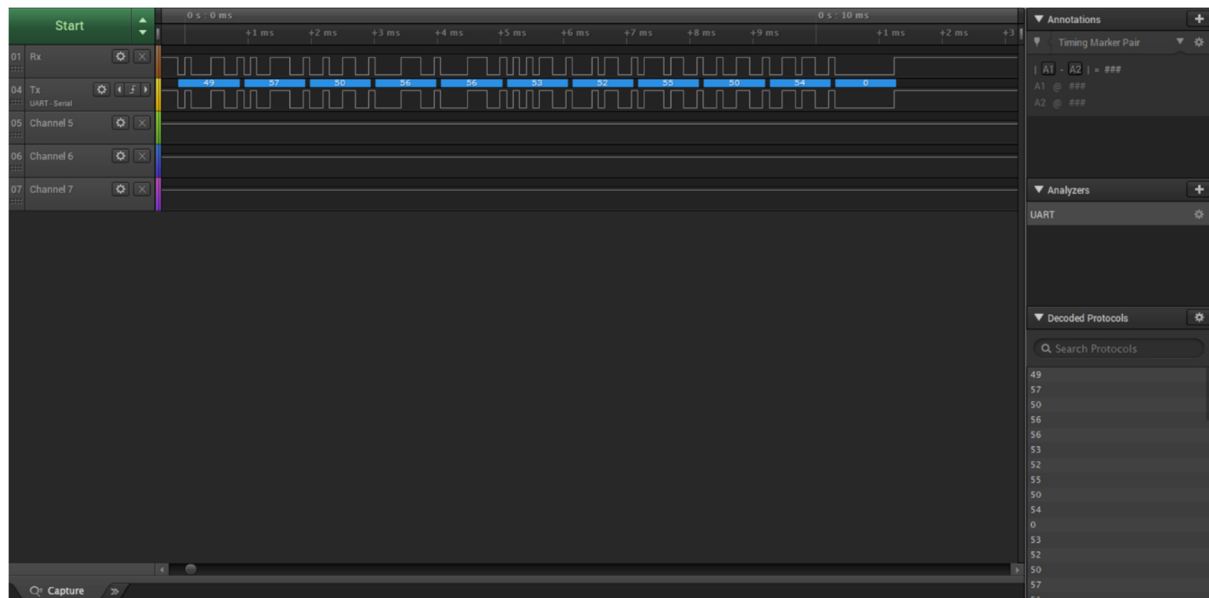 Start
0 s : 0 ms
0 s : 10 ms
+1 ms +2 ms +3 ms +4 ms +5 ms +6 ms +7 ms +8 ms +9 ms +1 ms +2 ms +3
01 Rx
04 Tx
UART - Serial
49 57 50 56 56 53 52 55 50 54 0
05 Channel 5
06 Channel 6
07 Channel 7
Capture
Annotations
Timing Marker Pair
| A1 - A2 | = ###
A1 @ ###
A2 @ ###
Analyzers
UART
Decoded Protocols
Search Protocols
49
57
50
56
56
53
52
55
50
54
0
53
52
50
57